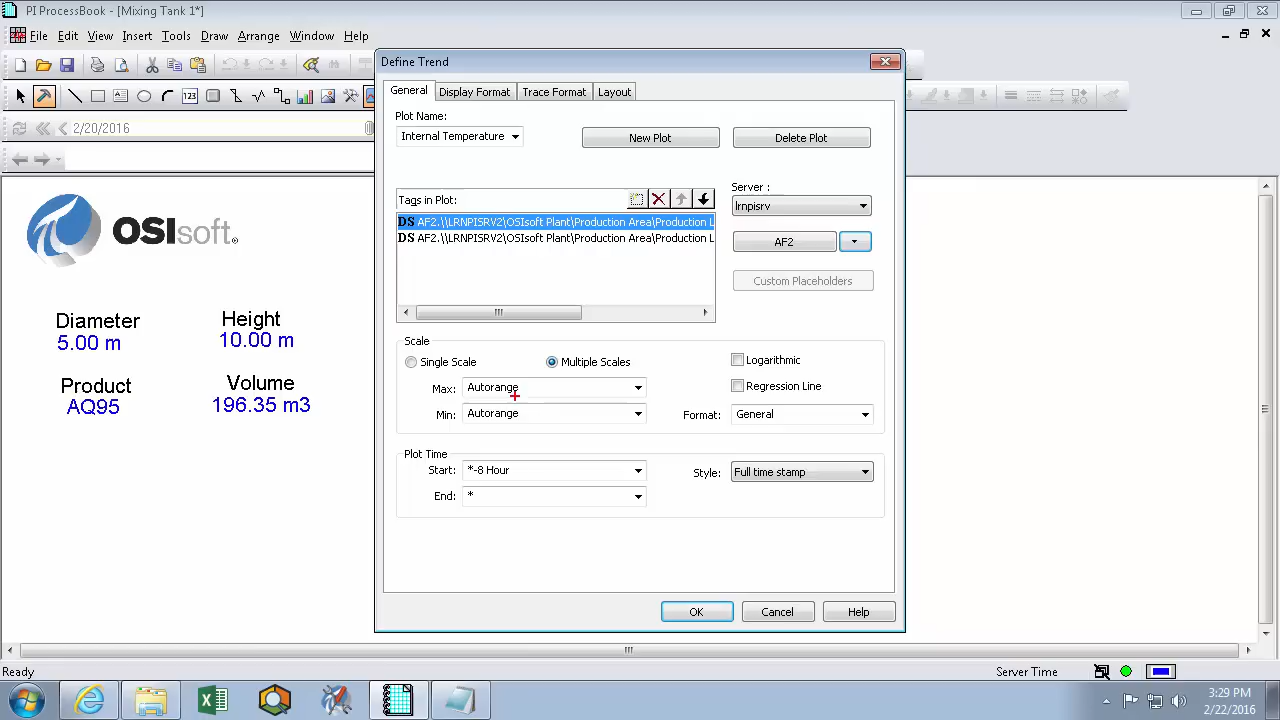 PI ProcessBook - [Mixing Tank 1*]
File Edit View Insert Tools Draw Arrange Window Help
123
2/20/2016
OSIsoft®
Diameter
5.00 m
Height
10.00 m
Product
AQ95
Volume
196.35 m3
Define Trend
General Display Format Trace Format Layout
Plot Name:
Internal Temperature
New Plot
Delete Plot
Tags in Plot:
DS AF2.\\LRNPISRV2\OSIsoft Plant\Production Area\Production L
DS AF2.\\LRNPISRV2\OSIsoft Plant\Production Area\Production L
Server :
lrnpisrv
AF2
Custom Placeholders
Scale
Single Scale
Multiple Scales
Logarithmic
Max: Autorange
Regression Line
Min: Autorange
Format: General
Plot Time
Start: *-8 Hour
Style: Full time stamp
End: *
OK
Cancel
Help
Ready
Server Time
3:29 PM
2/22/2016